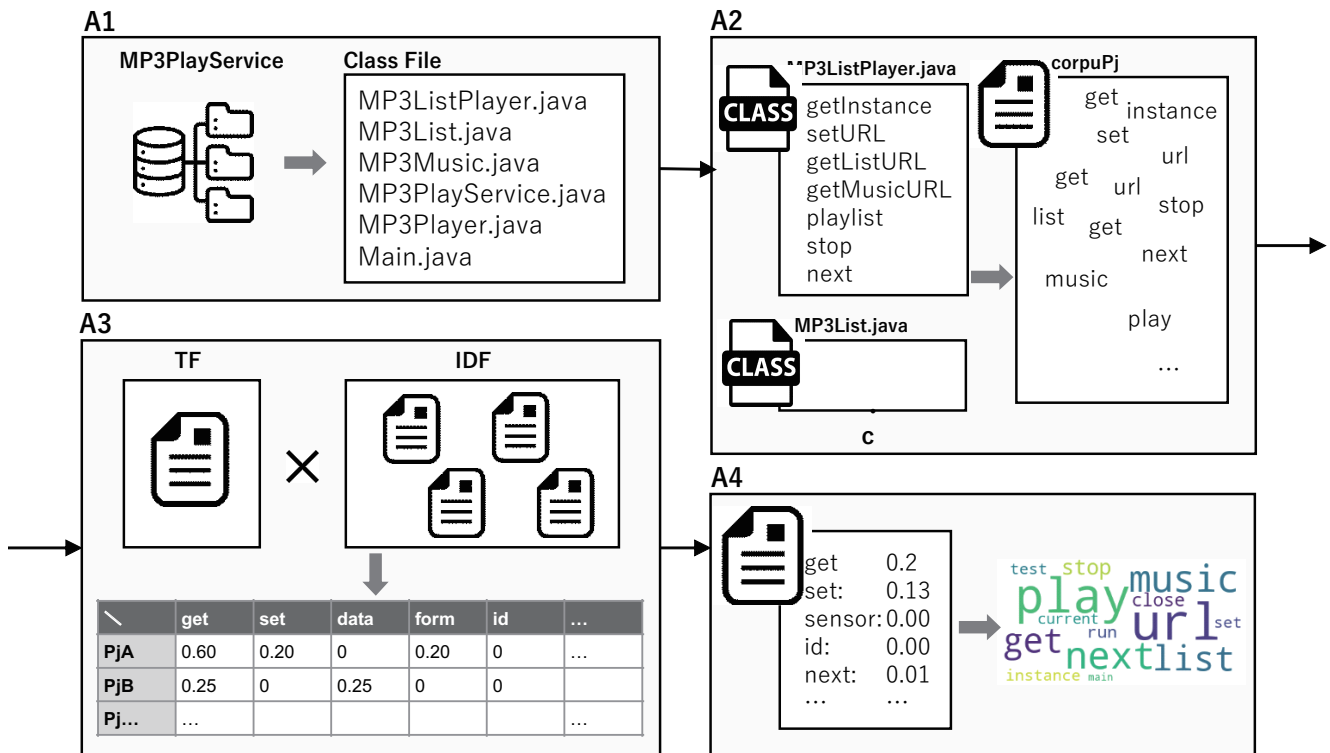 A1
MP3PlayService
Class File
MP3ListPlayer.java
MP3List.java
MP3Music.java
MP3PlayService.java
MP3Player.java
Main.java
A2
MP3ListPlayer.java
CLASS
getInstance
setURL
getListURL
getMusicURL
playlist
stop
next
corpuPj
get
instance
set
url
get
url
stop
list
get
next
music
play
…
MP3List.java
CLASS
c
A3
TF
IDF
×
get set data form id …
PjA 0.60 0.20 0 0.20 0 …
PjB 0.25 0 0.25 0 0
Pj… … …
A4
get 0.2
set: 0.13
sensor: 0.00
id: 0.00
next: 0.01
… …
test stop music
play close
current url set
get run
nextlist
instance main